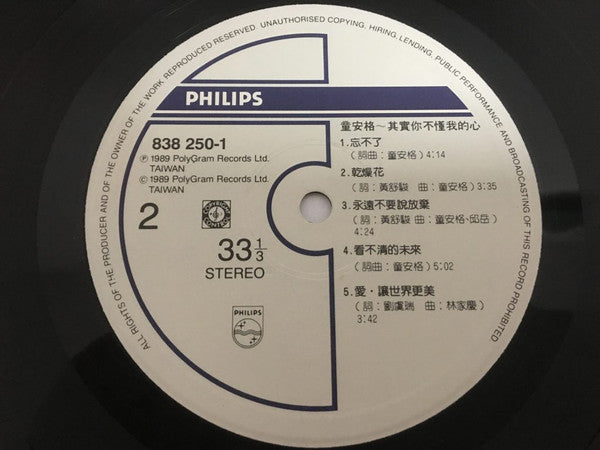 ALL RIGHTS OF THE PRODUCER AND OF THE OWNER OF THE WORK REPRODUCED RESERVED. UNAUTHORISED COPYING, HIRING, LENDING, PUBLIC PERFORMANCE AND BROADCASTING OF THIS RECORD PROHIBITED
PHILIPS
838 250-1
Ⓟ 1989 PolyGram Records Ltd.
TAIWAN
© 1989 PolyGram Records Ltd.
TAIWAN
2
33 1/3
STEREO
PHILIPS
童安格~其實你不懂我的心
1.忘不了
(詞曲:童安格)4:14
2.乾燥花
(詞:黃舒駿 曲:童安格)3:35
3.永遠不要說放棄
(詞:黃舒駿 曲:童安格、邱岳)
4:24
4.看不清的未來
(詞曲:童安格)5:02
5.愛·讓世界更美
(詞:劉虞瑞 曲:林家慶)
3:42